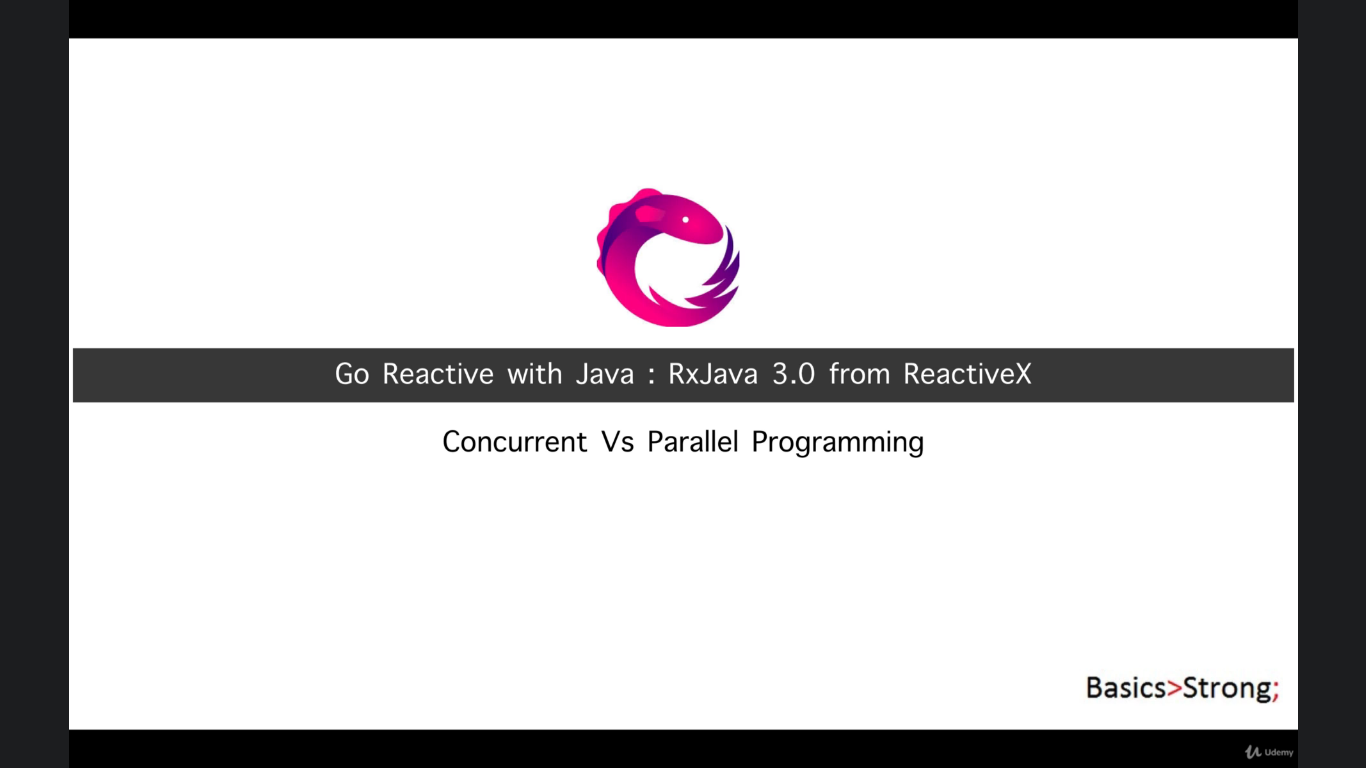 Go Reactive with Java : RxJava 3.0 from ReactiveX
Concurrent Vs Parallel Programming
Basics>Strong;
Udemy